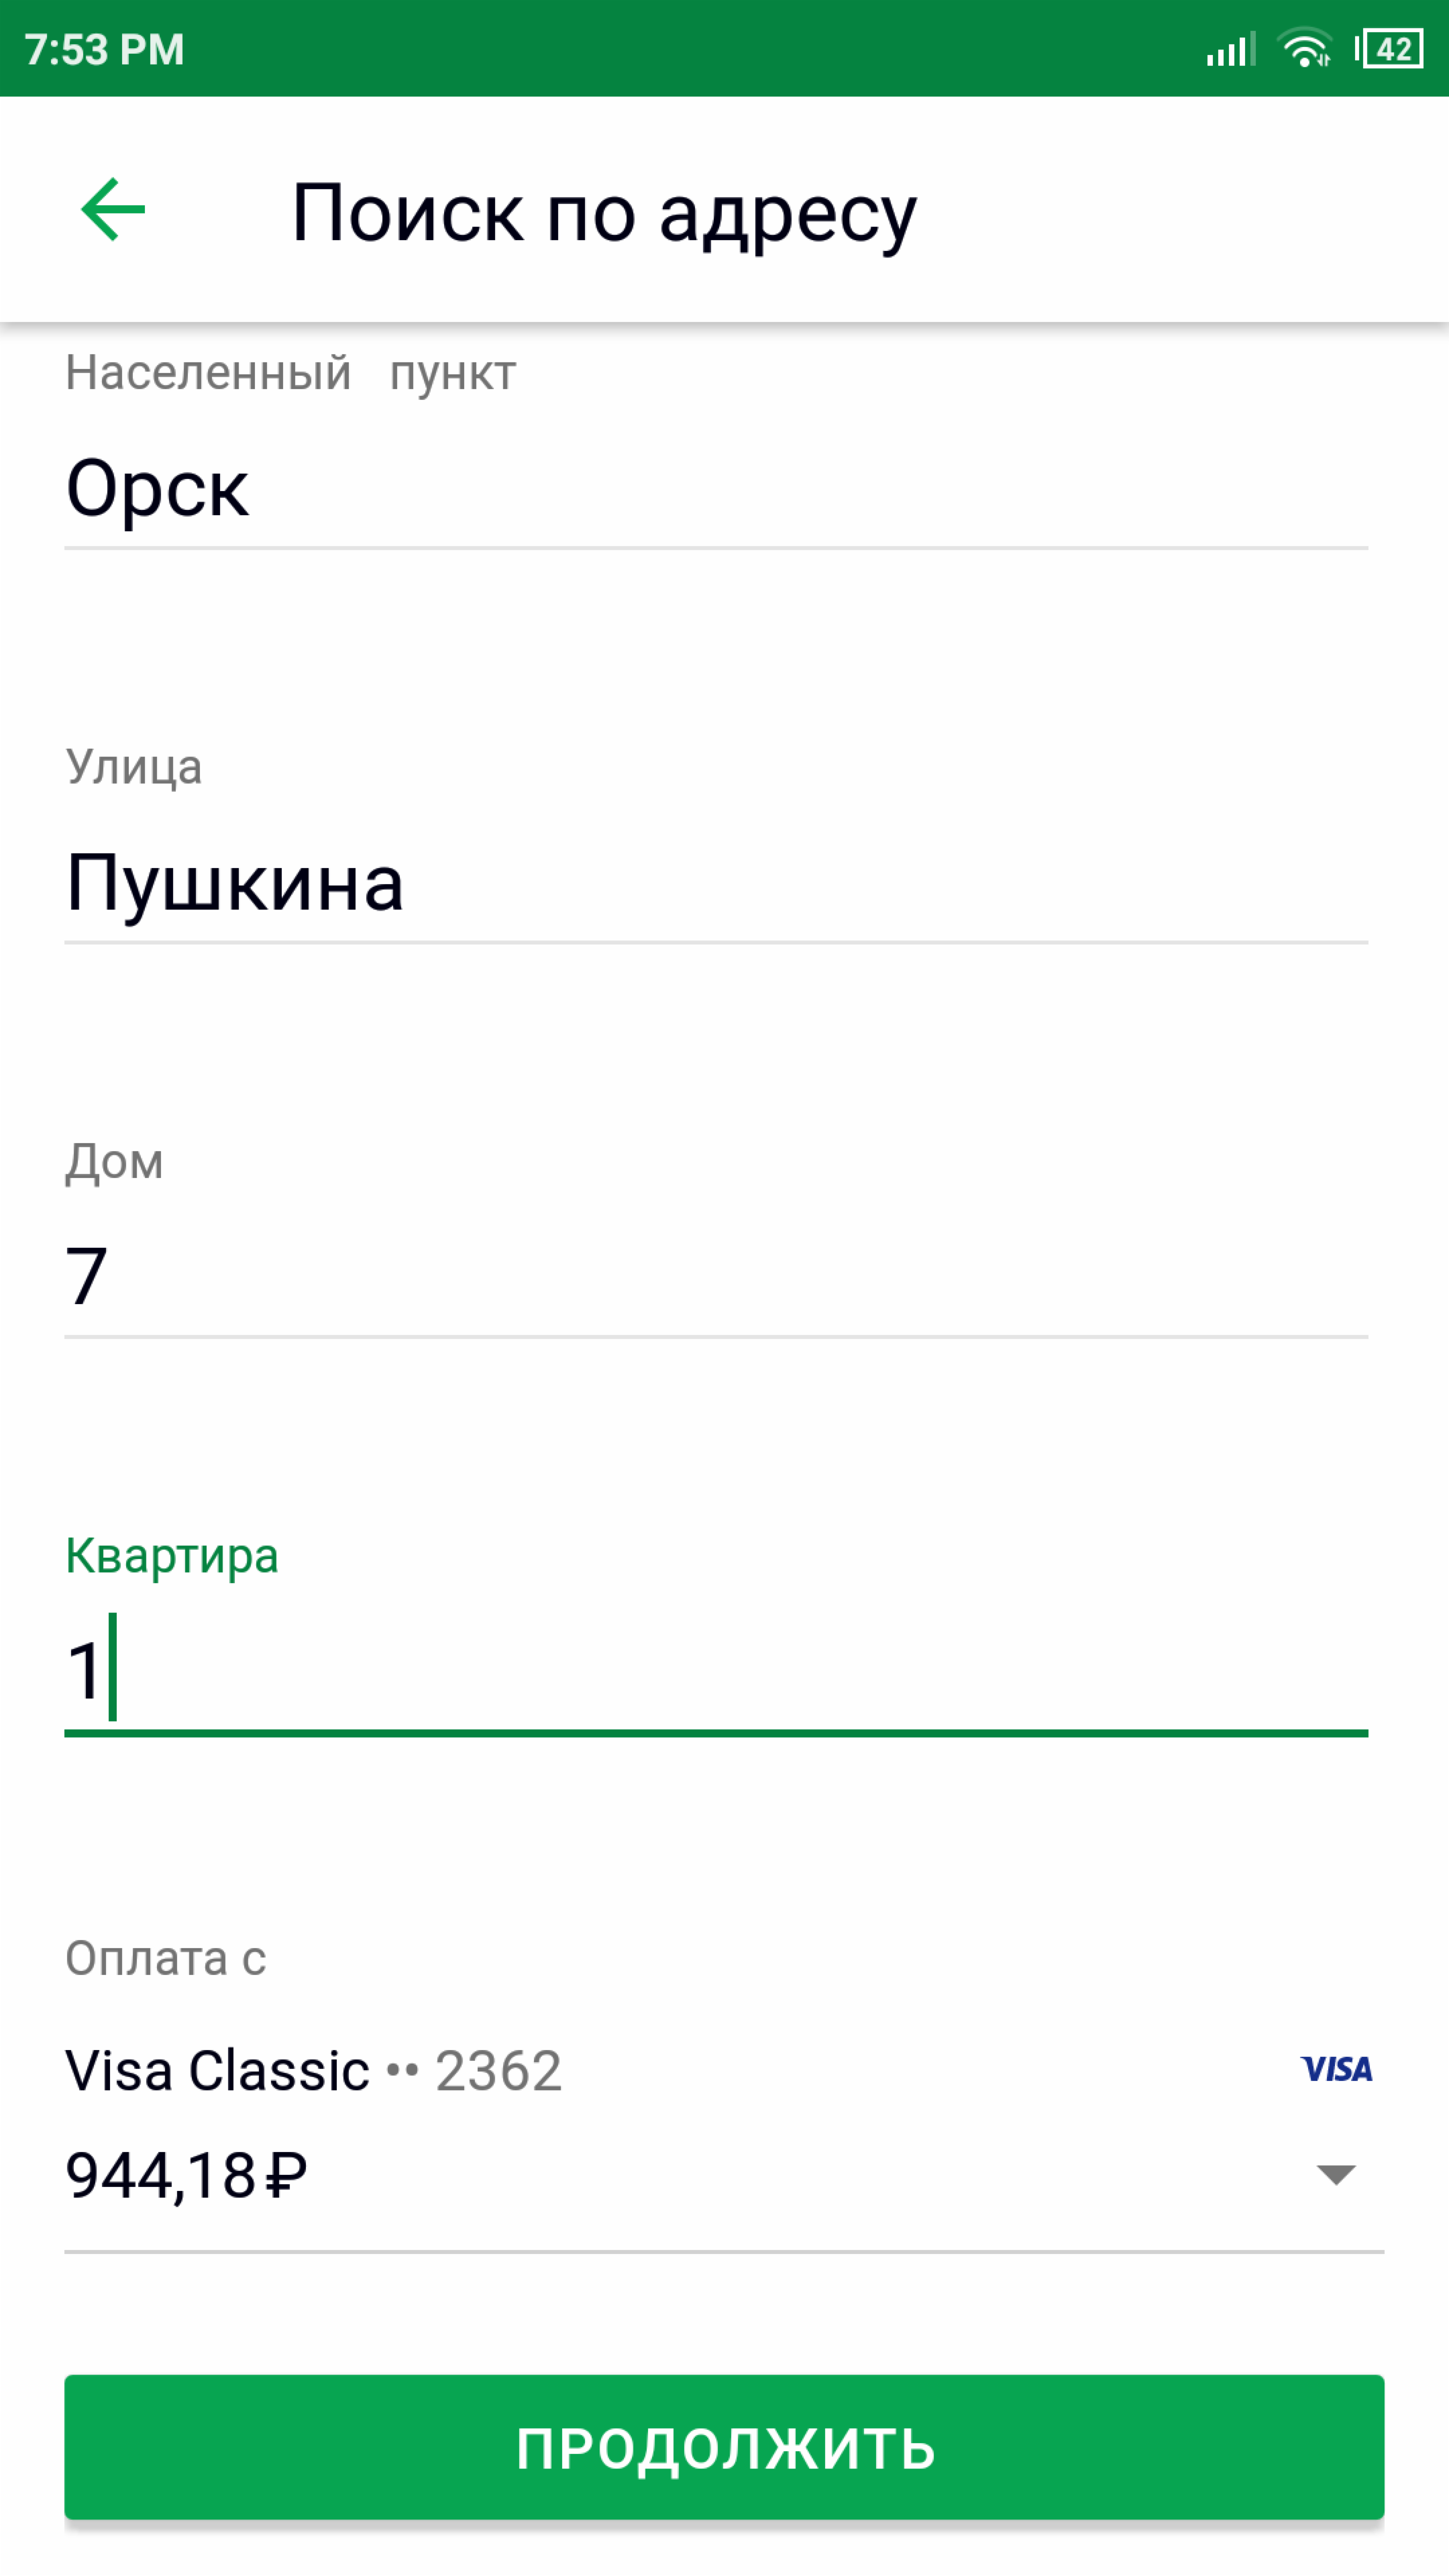 7:53 PM
42
Поиск по адресу
Населенный пункт
Орск
Улица
Пушкина
Дом
7
Квартира
1
Оплата с
Visa Classic •• 2362
VISA
944,18 ₽
ПРОДОЛЖИТЬ